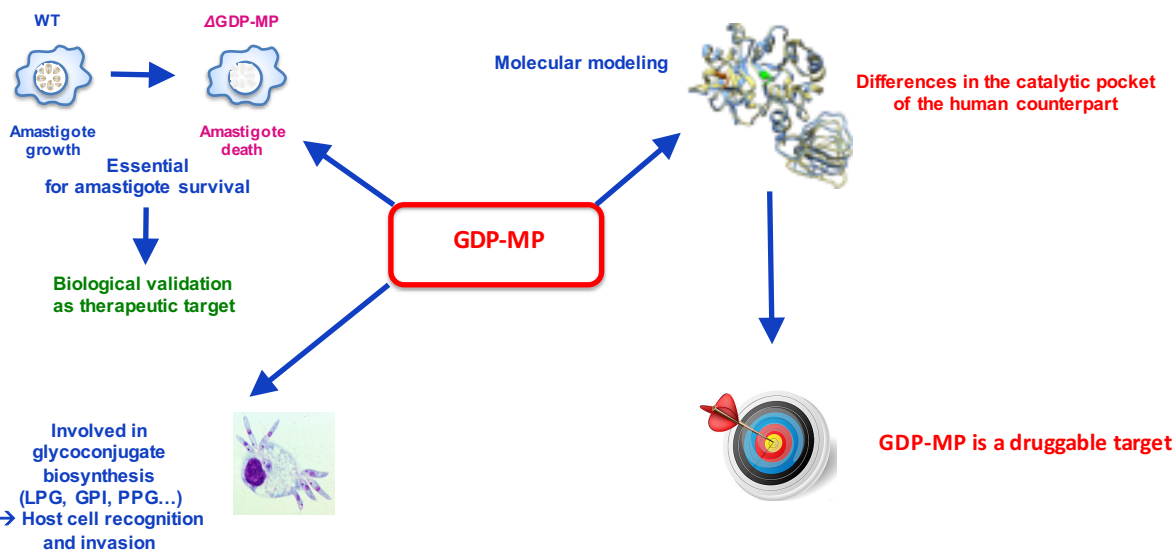 WT
ΔGDP-MP
Amastigote
growth
Amastigote
death
Essential
for amastigote survival
Biological validation
as therapeutic target
Molecular modeling
Differences in the catalytic pocket
of the human counterpart
GDP-MP
Involved in
glycoconjugate
biosynthesis
(LPG, GPI, PPG...)
→ Host cell recognition
and invasion
GDP-MP is a druggable target